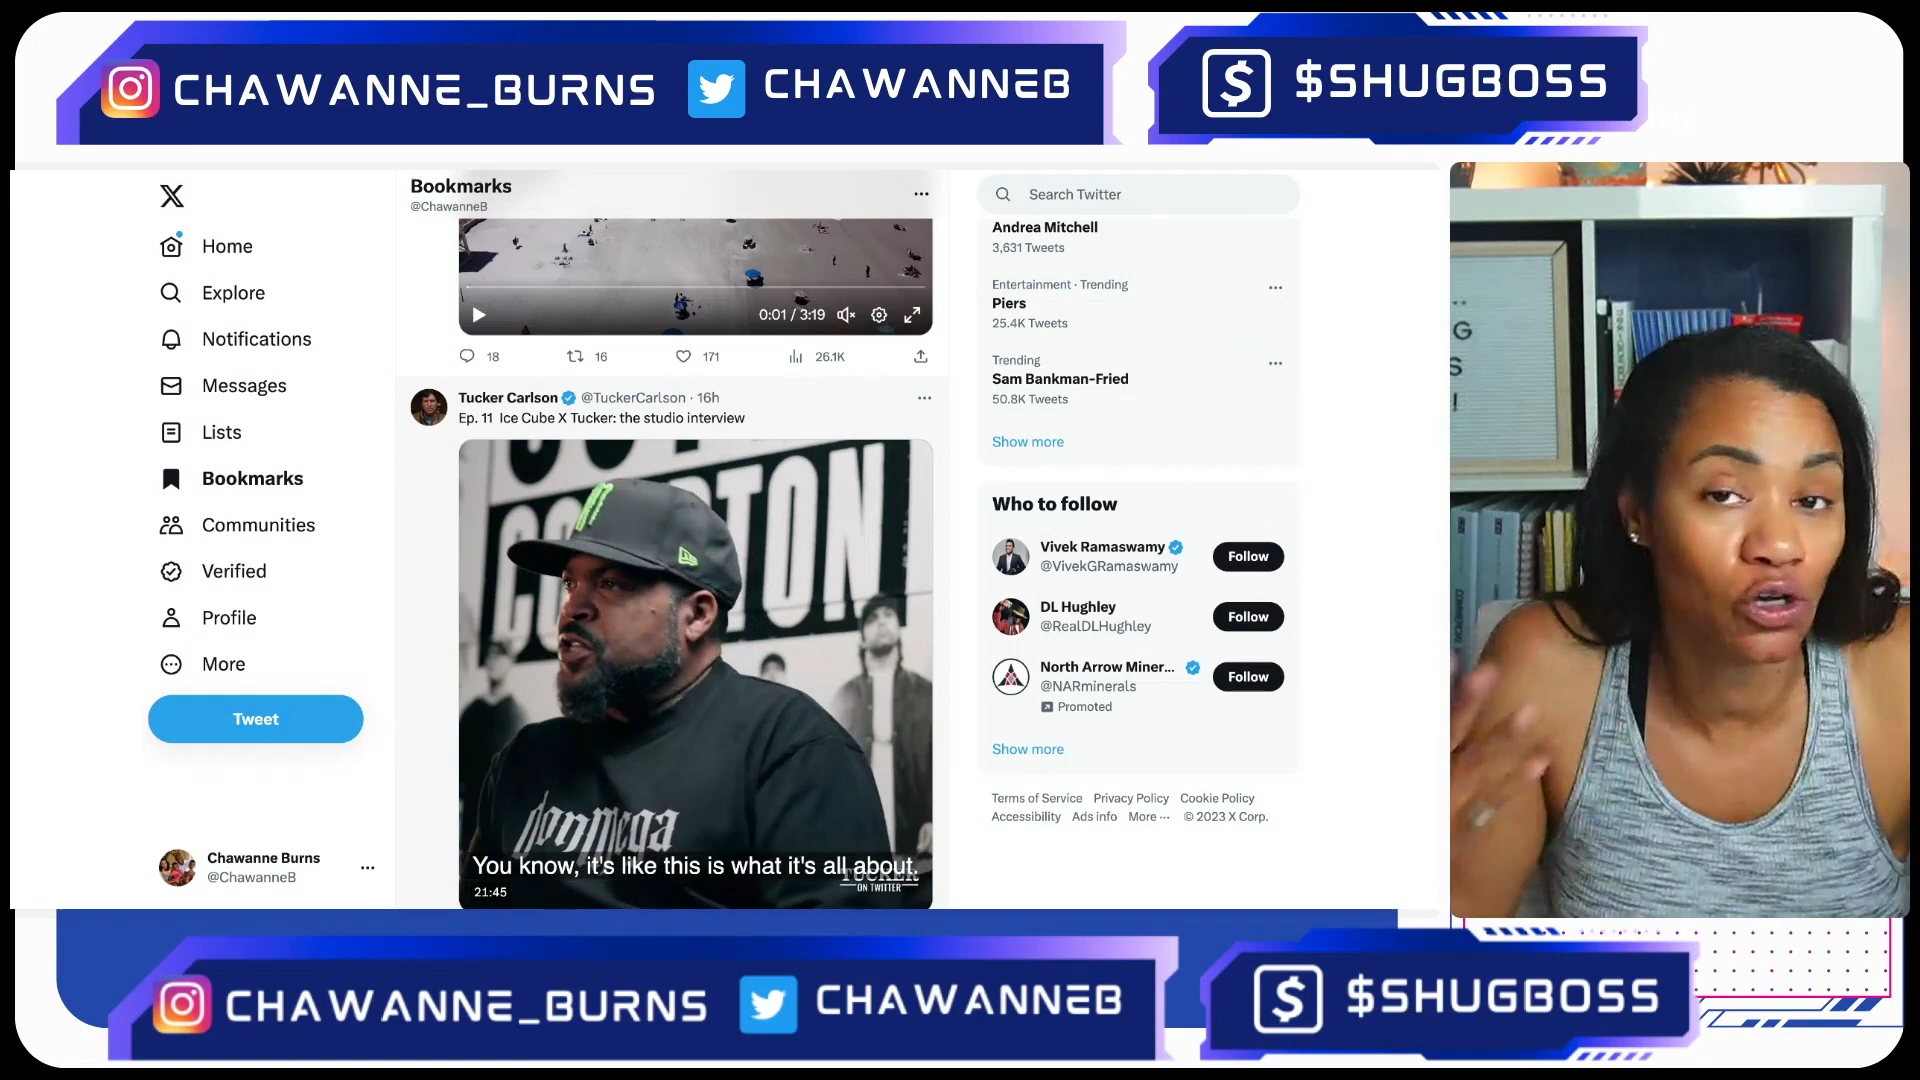 CHAWANNE_BURNS
CHAWANNEB
$SHUGBOSS
Bookmarks
@ChawanneB
Home
Explore
Notifications
Messages
Lists
Bookmarks
Communities
Verified
Profile
More
Tweet
Chawanne Burns
@ChawanneB
0:01 / 3:19
18
16
171
26.1K
Tucker Carlson @TuckerCarlson · 16h
Ep. 11 Ice Cube X Tucker: the studio interview
COMPTON
donmega
You know, it's like this is what it's all about.
TUCKER
ON TWITTER
21:45
Search Twitter
Andrea Mitchell
3,631 Tweets
Entertainment · Trending
Piers
25.4K Tweets
Trending
Sam Bankman-Fried
50.8K Tweets
Show more
Who to follow
Vivek Ramaswamy
@VivekGRamaswamy
Follow
DL Hughley
@RealDLHughley
Follow
North Arrow Miner...
@NARminerals
Follow
Promoted
Show more
Terms of Service Privacy Policy Cookie Policy
Accessibility Ads info More ··· © 2023 X Corp.
CHAWANNE_BURNS
CHAWANNEB
$SHUGBOSS